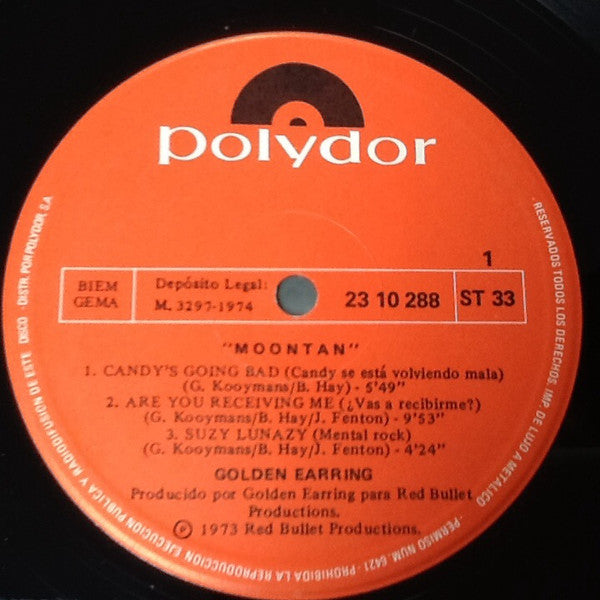 polydor
1
BIEM
GEMA
Depósito Legal:
M. 3297-1974
23 10 288
ST 33
"MOONTAN"
1. CANDY'S GOING BAD (Candy se está volviendo mala)
(G. Kooymans/B. Hay) - 5'49"
2. ARE YOU RECEIVING ME (¿Vas a recibirme?)
(G. Kooymans/B. Hay/J. Fenton) - 9'53"
3. SUZY LUNAZY (Mental rock)
(G. Kooymans/B. Hay/J. Fenton) - 4'24"
GOLDEN EARRING
Producido por Golden Earring para Red Bullet
Productions.
℗ 1973 Red Bullet Productions.
· RESERVADOS TODOS LOS DERECHOS. IMP DE LUJO A METALICO · PERMISO NUM. 6421 · PROHIBIDA LA REPRODUCCION EJECUCION PUBLICA Y RADIODIFUSION DE ESTE DISCO DISTR. POR POLYDOR, S.A